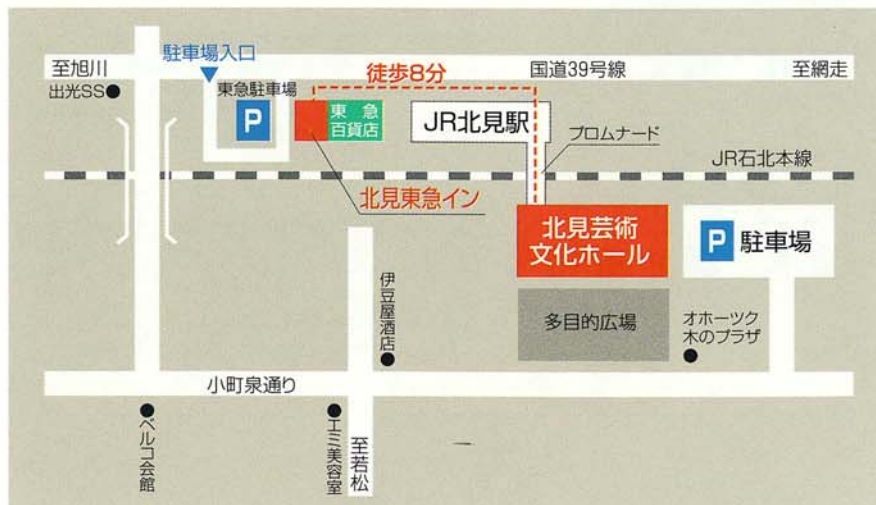 駐車場入口
徒歩8分
至旭川
国道39号線
至網走
出光SS
東急駐車場
P
東急
百貨店
JR北見駅
プロムナード
JR石北本線
北見東急イン
北見芸術
文化ホール
P 駐車場
伊豆屋酒店
多目的広場
オホーツク
木のプラザ
小町泉通り
ベルコ会館
エミ美容室
至若松